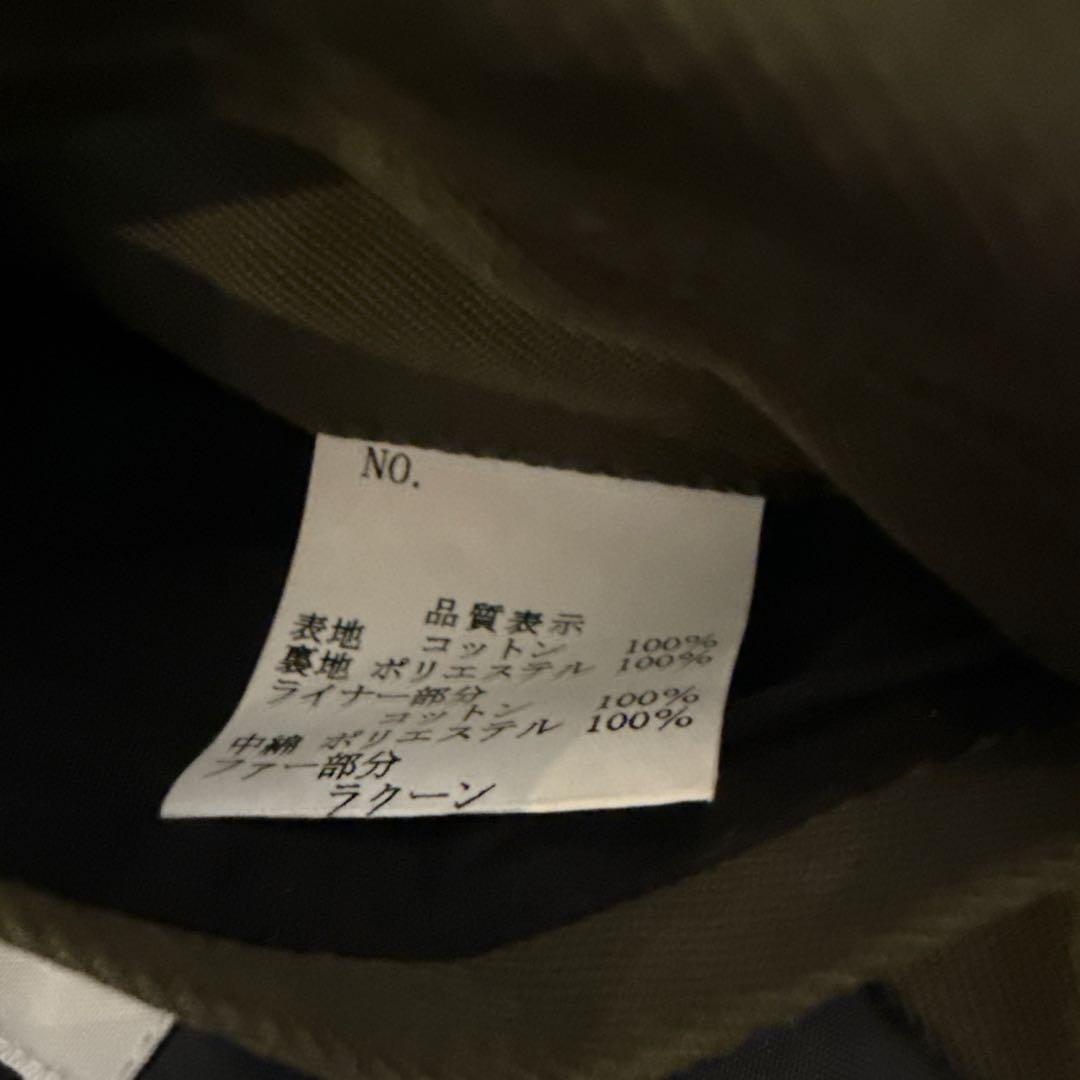 NO.
品質表示
表地 コットン 100%
裏地 ポリエステル 100%
ライナー部分
コットン 100%
中綿 ポリエステル 100%
ファー部分
ラクーン